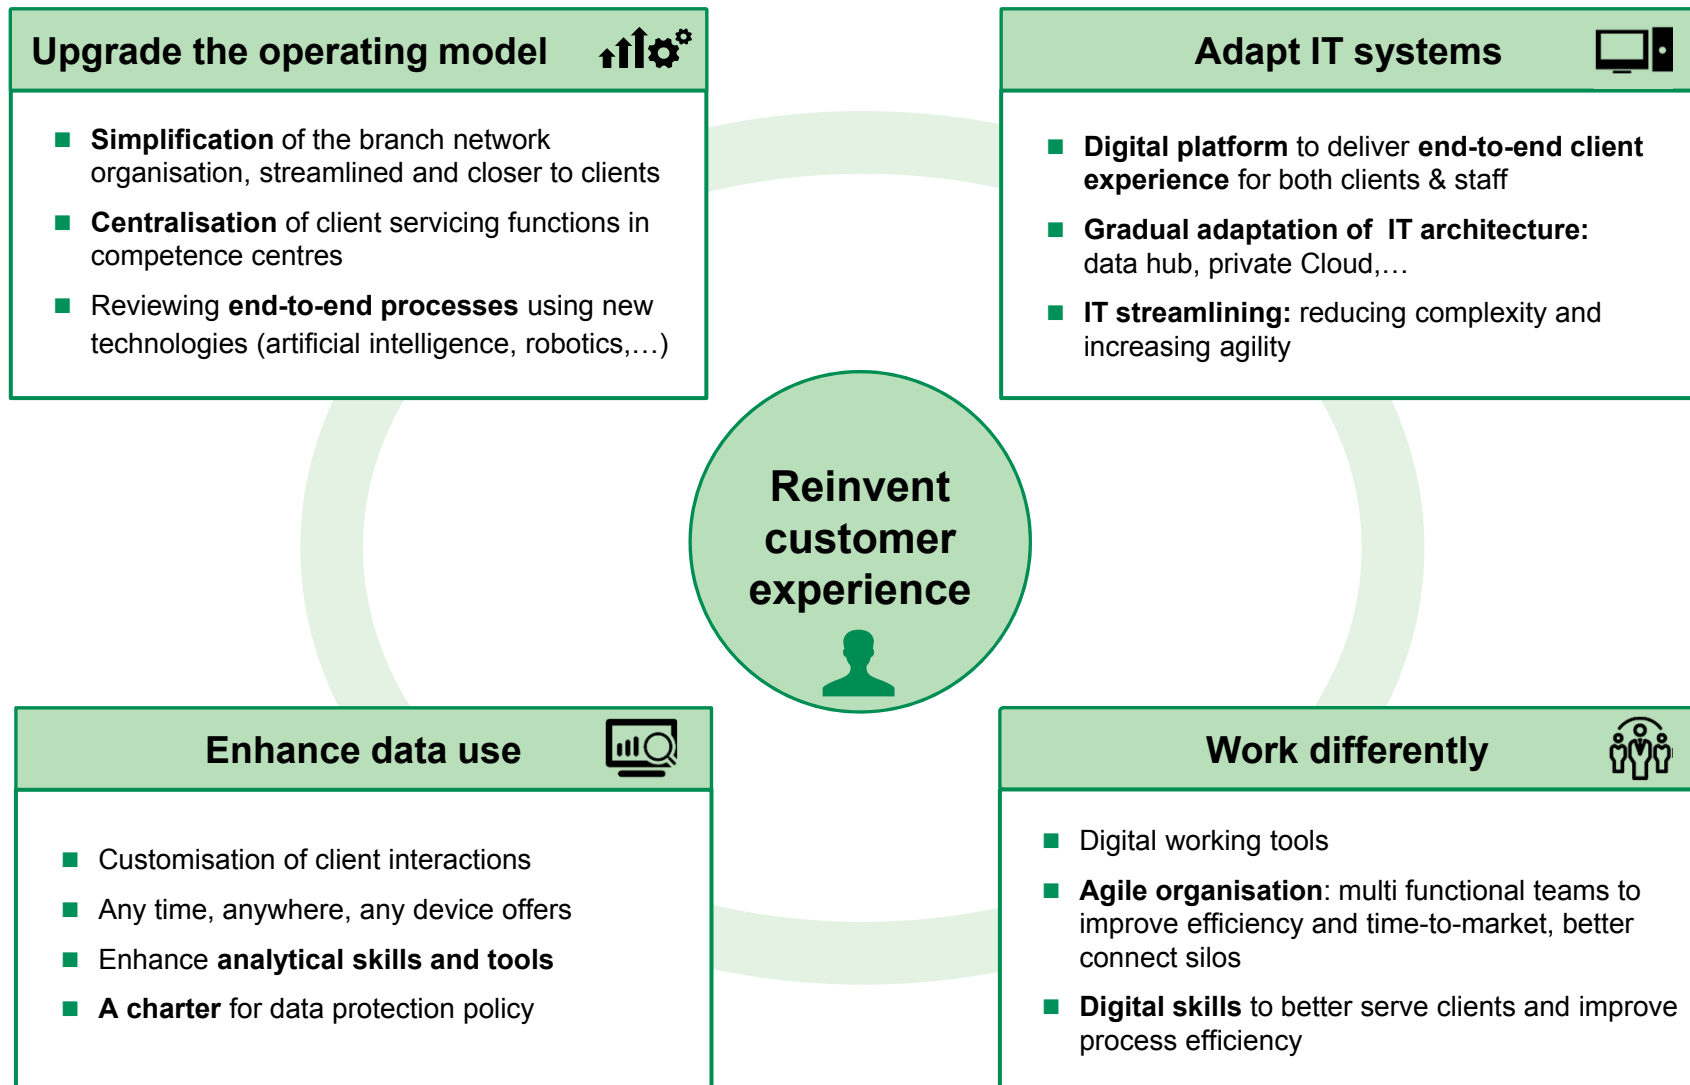 Upgrade the operating model
■ Simplification of the branch network
organisation, streamlined and closer to clients
■ Centralisation of client servicing functions in
competence centres
■ Reviewing end-to-end processes using new
technologies (artificial intelligence, robotics,…)
Adapt IT systems
■ Digital platform to deliver end-to-end client
experience for both clients & staff
■ Gradual adaptation of IT architecture:
data hub, private Cloud,…
■ IT streamlining: reducing complexity and
increasing agility
Reinvent
customer
experience
Enhance data use
■ Customisation of client interactions
■ Any time, anywhere, any device offers
■ Enhance analytical skills and tools
■ A charter for data protection policy
Work differently
■ Digital working tools
■ Agile organisation: multi functional teams to
improve efficiency and time-to-market, better
connect silos
■ Digital skills to better serve clients and improve
process efficiency